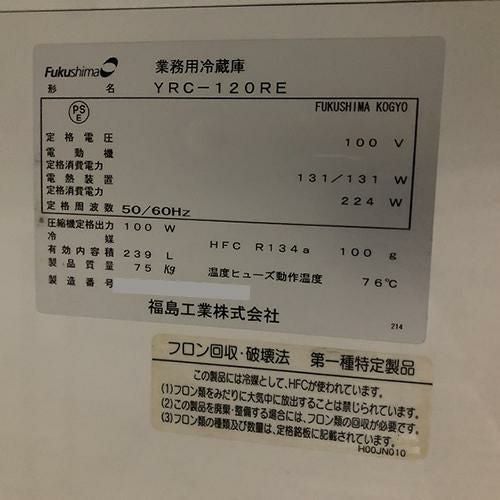 Fukushima 業務用冷蔵庫
形名 YRC-120RE
PS E FUKUSHIMA KOGYO
定格電圧 100 V
電動機
定格消費電力 131/131 W
電熱装置
定格消費電力 224 W
定格周波数 50/60Hz
圧縮機定格出力 100 W
冷媒 HFC R134a 100 g
有効内容積 239 L
製品質量 75 Kg 温度ヒューズ動作温度 76℃
製造番号
福島工業株式会社
214
フロン回収・破壊法 第一種特定製品
この製品には冷媒として、HFCが使われています。
(1)フロン類をみだりに大気中に放出することは禁じられています。
(2)この製品を廃棄・整備する場合には、フロン類の回収が必要です。
(3)フロン類の種類及び数量は、定格銘板に記載されています。
H00JN010